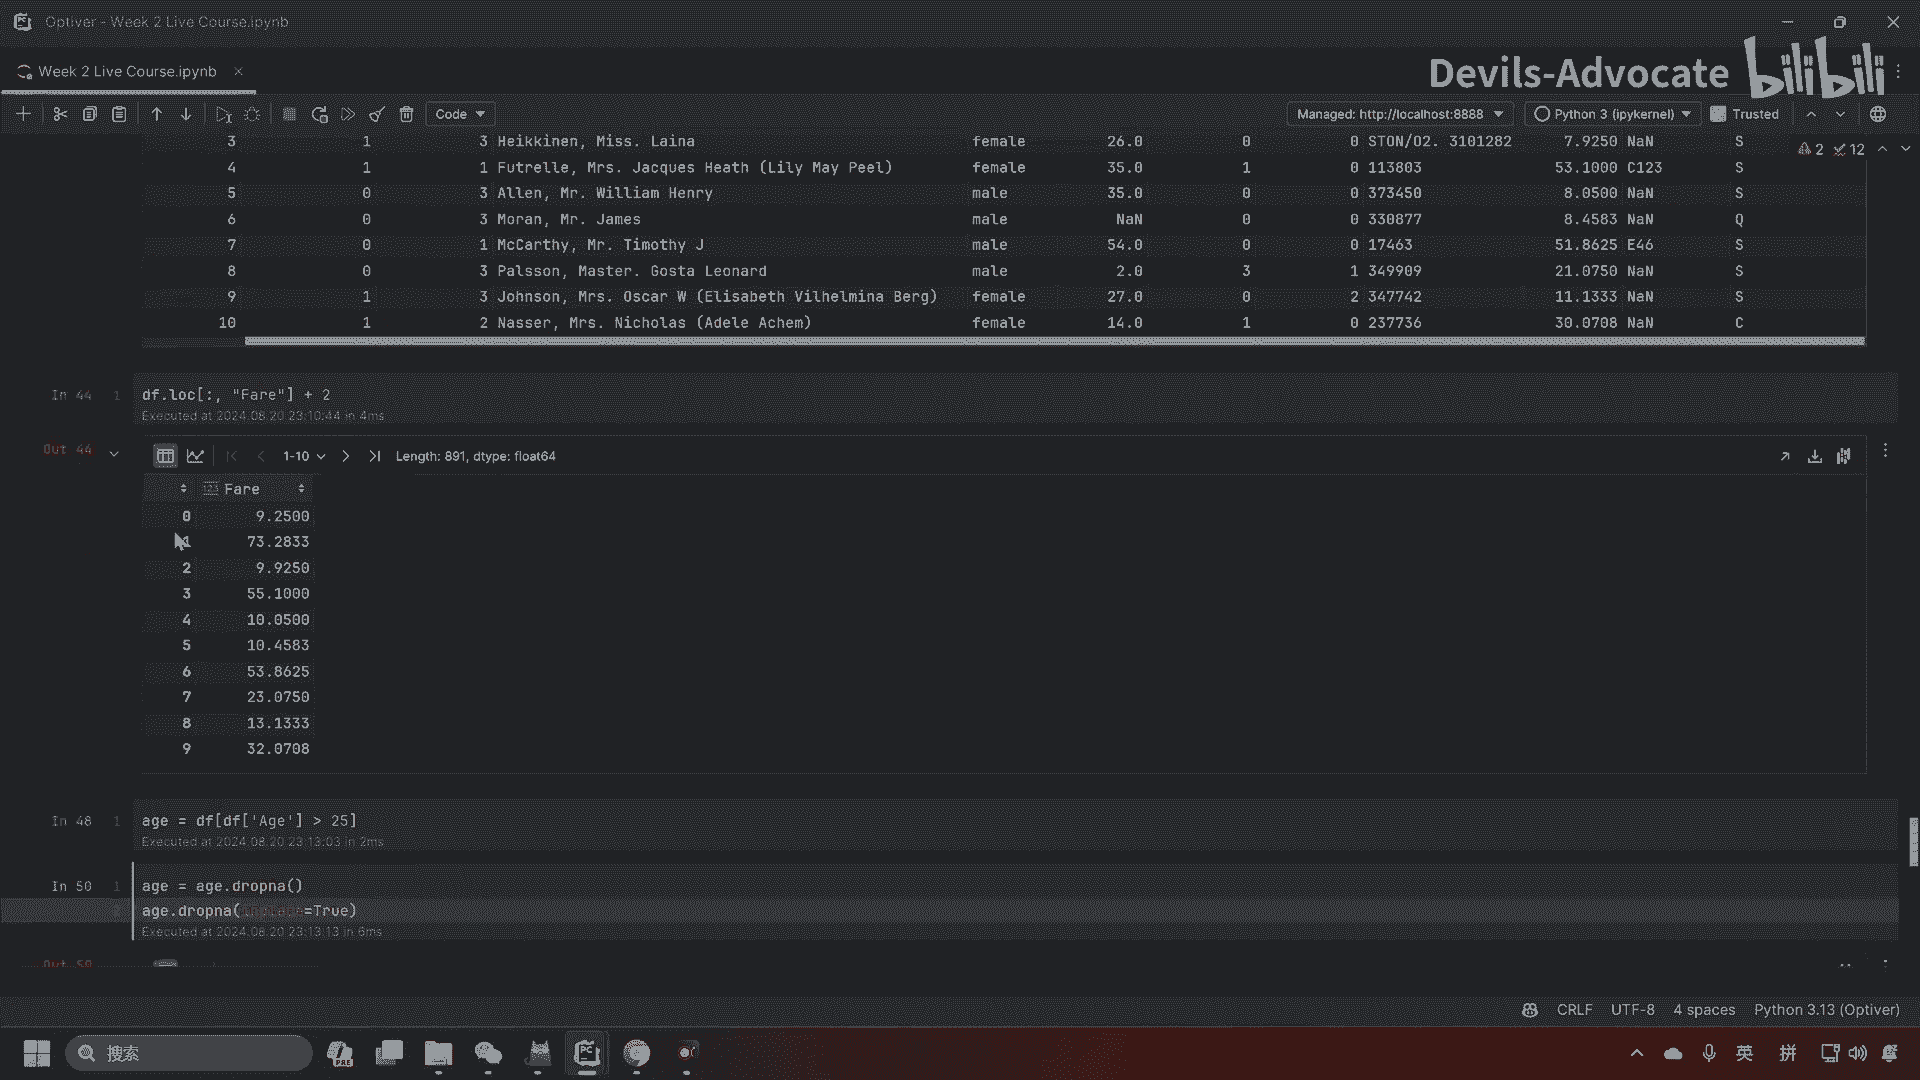 Optiver - Week 2 Live Course.ipynb
Week 2 Live Course.ipynb
Devils-Advocate bilibili
Code
Managed: http://localhost:8888
Python 3 (ipykernel)
Trusted
2 12
3 1 3 Heikkinen, Miss. Laina female 26.0 0 0 STON/O2. 3101282 7.9250 NaN S
4 1 1 Futrelle, Mrs. Jacques Heath (Lily May Peel) female 35.0 1 0 113803 53.1000 C123 S
5 0 3 Allen, Mr. William Henry male 35.0 0 0 373450 8.0500 NaN S
6 0 3 Moran, Mr. James male NaN 0 0 330877 8.4583 NaN Q
7 0 1 McCarthy, Mr. Timothy J male 54.0 0 0 17463 51.8625 E46 S
8 0 3 Palsson, Master. Gosta Leonard male 2.0 3 1 349909 21.0750 NaN S
9 1 3 Johnson, Mrs. Oscar W (Elisabeth Vilhelmina Berg) female 27.0 0 2 347742 11.1333 NaN S
10 1 2 Nasser, Mrs. Nicholas (Adele Achem) female 14.0 1 0 237736 30.0708 NaN C
In 44 1 df.loc[:, "Fare"] + 2
Executed at 2024.08.20 23:10:44 in 4ms
Out 44
1-10 Length: 891, dtype: float64
123 Fare
0 9.2500
1 73.2833
2 9.9250
3 55.1000
4 10.0500
5 10.4583
6 53.8625
7 23.0750
8 13.1333
9 32.0708
In 48 1 age = df[df['Age'] > 25]
Executed at 2024.08.20 23:13:03 in 2ms
In 50 1 age = age.dropna()
2 age.dropna(inplace=True)
Executed at 2024.08.20 23:13:13 in 6ms
Out 50
CRLF UTF-8 4 spaces Python 3.13 (Optiver)
搜索
PRE
英 拼